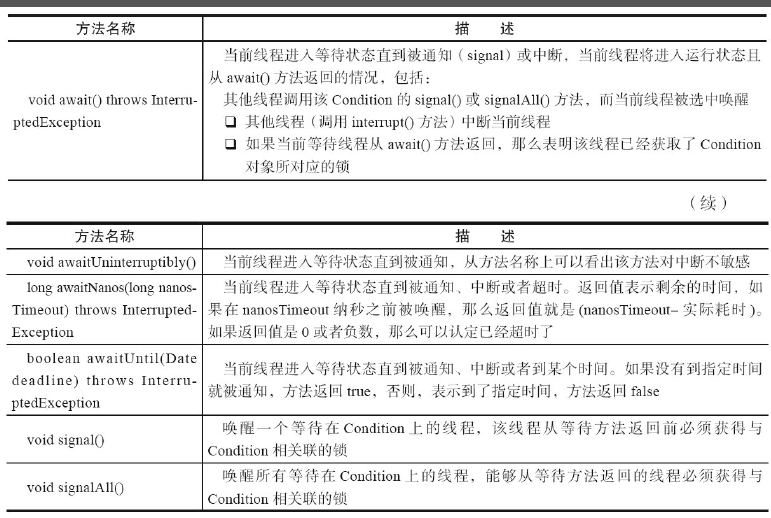 方法名称 描 述
void await() throws Interru-
ptedException
当前线程进入等待状态直到被通知（signal）或中断，当前线程将进入运行状态且
从 await() 方法返回的情况，包括：
其他线程调用该 Condition 的 signal() 或 signalAll() 方法，而当前线程被选中唤醒
❑ 其他线程（调用 interrupt() 方法）中断当前线程
❑ 如果当前等待线程从 await() 方法返回，那么表明该线程已经获取了 Condition
对象所对应的锁
（续）
方法名称 描 述
void awaitUninterruptibly()
当前线程进入等待状态直到被通知，从方法名称上可以看出该方法对中断不敏感
long awaitNanos(long nanos-
Timeout) throws Interrupted-
Exception
当前线程进入等待状态直到被通知、中断或者超时。返回值表示剩余的时间，如
果在 nanosTimeout 纳秒之前被唤醒，那么返回值就是 (nanosTimeout– 实际耗时 )。
如果返回值是 0 或者负数，那么可以认定已经超时了
boolean awaitUntil(Date
deadline) throws Interru-
ptedException
当前线程进入等待状态直到被通知、中断或者到某个时间。如果没有到指定时间
就被通知，方法返回 true，否则，表示到了指定时间，方法返回 false
void signal()
唤醒一个等待在 Condition 上的线程，该线程从等待方法返回前必须获得与
Condition 相关联的锁
void signalAll()
唤醒所有等待在 Condition 上的线程，能够从等待方法返回的线程必须获得与
Condition 相关联的锁